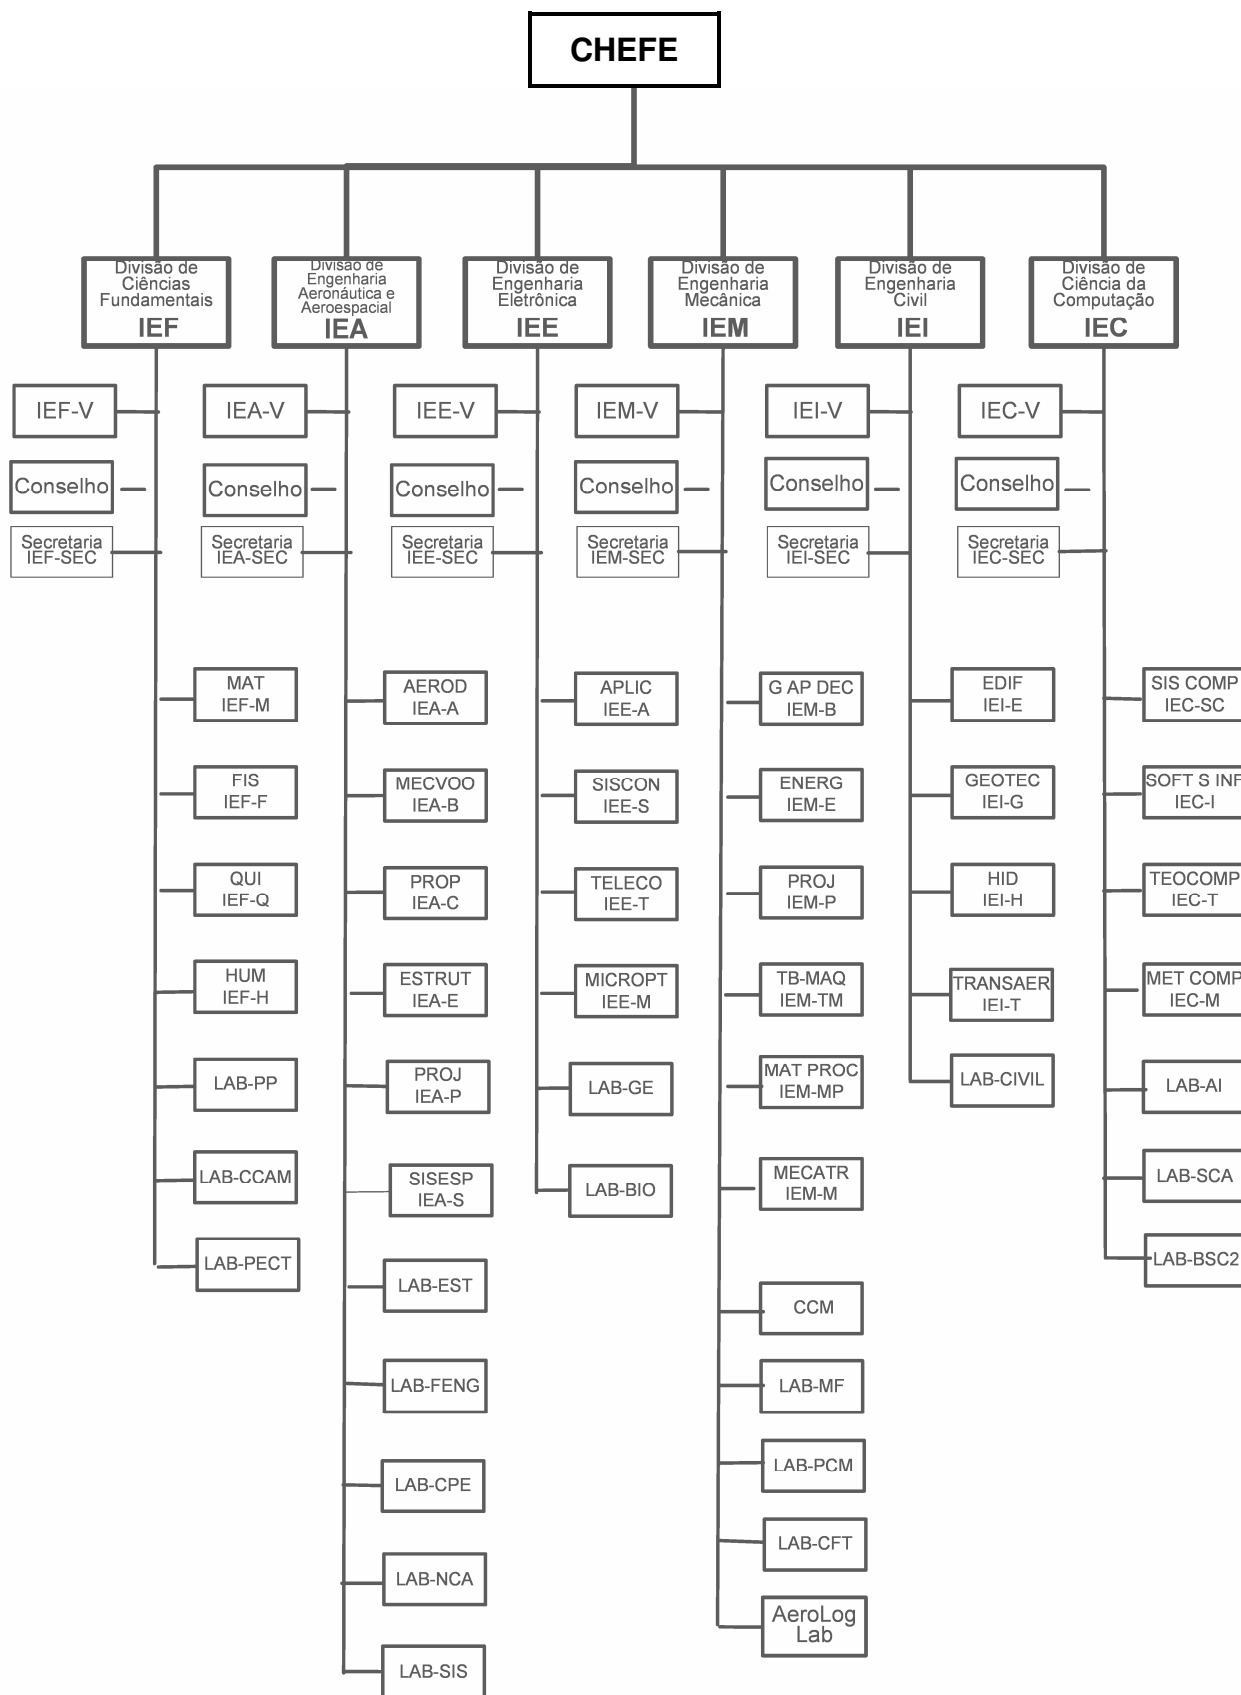 CHEFE
Divisão de
Ciências
Fundamentais
IEF
Divisão de
Engenharia
Aeronáutica e
Aeroespacial
IEA
Divisão de
Engenharia
Eletrônica
IEE
Divisão de
Engenharia
Mecânica
IEM
Divisão de
Engenharia
Civil
IEI
Divisão de
Ciência da
Computação
IEC
IEF-V
IEA-V
IEE-V
IEM-V
IEI-V
IEC-V
Conselho
Conselho
Conselho
Conselho
Conselho
Conselho
Secretaria
IEF-SEC
Secretaria
IEA-SEC
Secretaria
IEE-SEC
Secretaria
IEM-SEC
Secretaria
IEI-SEC
Secretaria
IEC-SEC
MAT
IEF-M
AEROD
IEA-A
APLIC
IEE-A
G AP DEC
IEM-B
EDIF
IEI-E
SIS COMP
IEC-SC
FIS
IEF-F
MECVOO
IEA-B
SISCON
IEE-S
ENERG
IEM-E
GEOTEC
IEI-G
SOFT S INF
IEC-I
QUI
IEF-Q
PROP
IEA-C
TELECO
IEE-T
PROJ
IEM-P
HID
IEI-H
TEOCOMP
IEC-T
HUM
IEF-H
ESTRUT
IEA-E
MICROPT
IEE-M
TB-MAQ
IEM-TM
TRANSAER
IEI-T
MET COMP
IEC-M
LAB-PP
PROJ
IEA-P
LAB-GE
MAT PROC
IEM-MP
LAB-CIVIL
LAB-AI
LAB-CCAM
SISESP
IEA-S
LAB-BIO
MECATR
IEM-M
LAB-SCA
LAB-PECT
LAB-EST
CCM
LAB-BSC2
LAB-FENG
LAB-MF
LAB-CPE
LAB-PCM
LAB-NCA
LAB-CFT
LAB-SIS
AeroLog
Lab